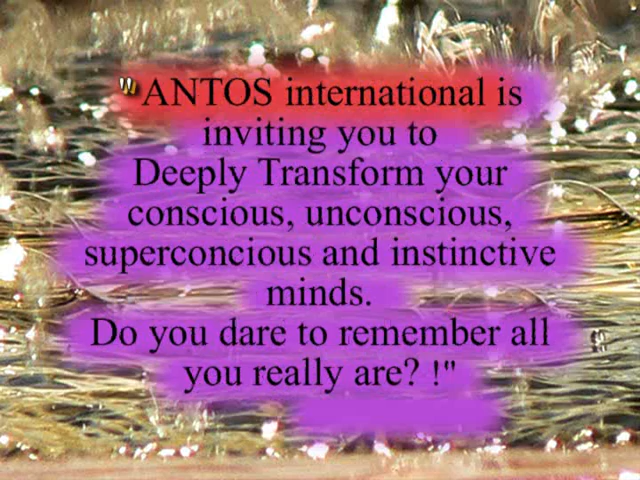 "ANTOS international is
inviting you to
Deeply Transform your
conscious, unconscious,
superconcious and instinctive
minds.
Do you dare to remember all
you really are? !"